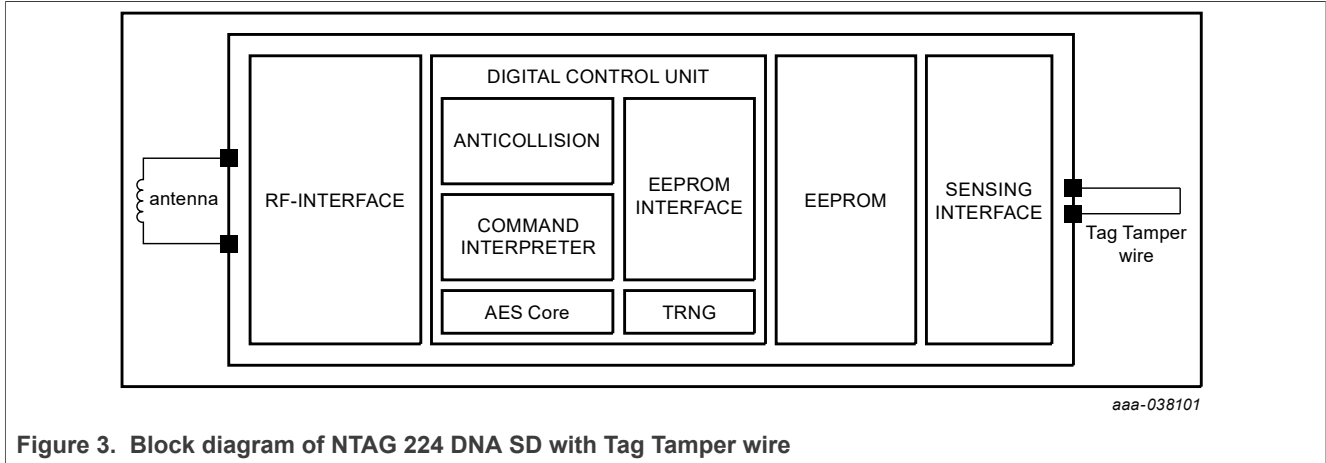 antenna
RF-INTERFACE
DIGITAL CONTROL UNIT
ANTICOLLISION
COMMAND
INTERPRETER
AES Core
EEPROM
INTERFACE
TRNG
EEPROM
SENSING
INTERFACE
Tag Tamper
wire
aaa-038101
Figure 3. Block diagram of NTAG 224 DNA SD with Tag Tamper wire